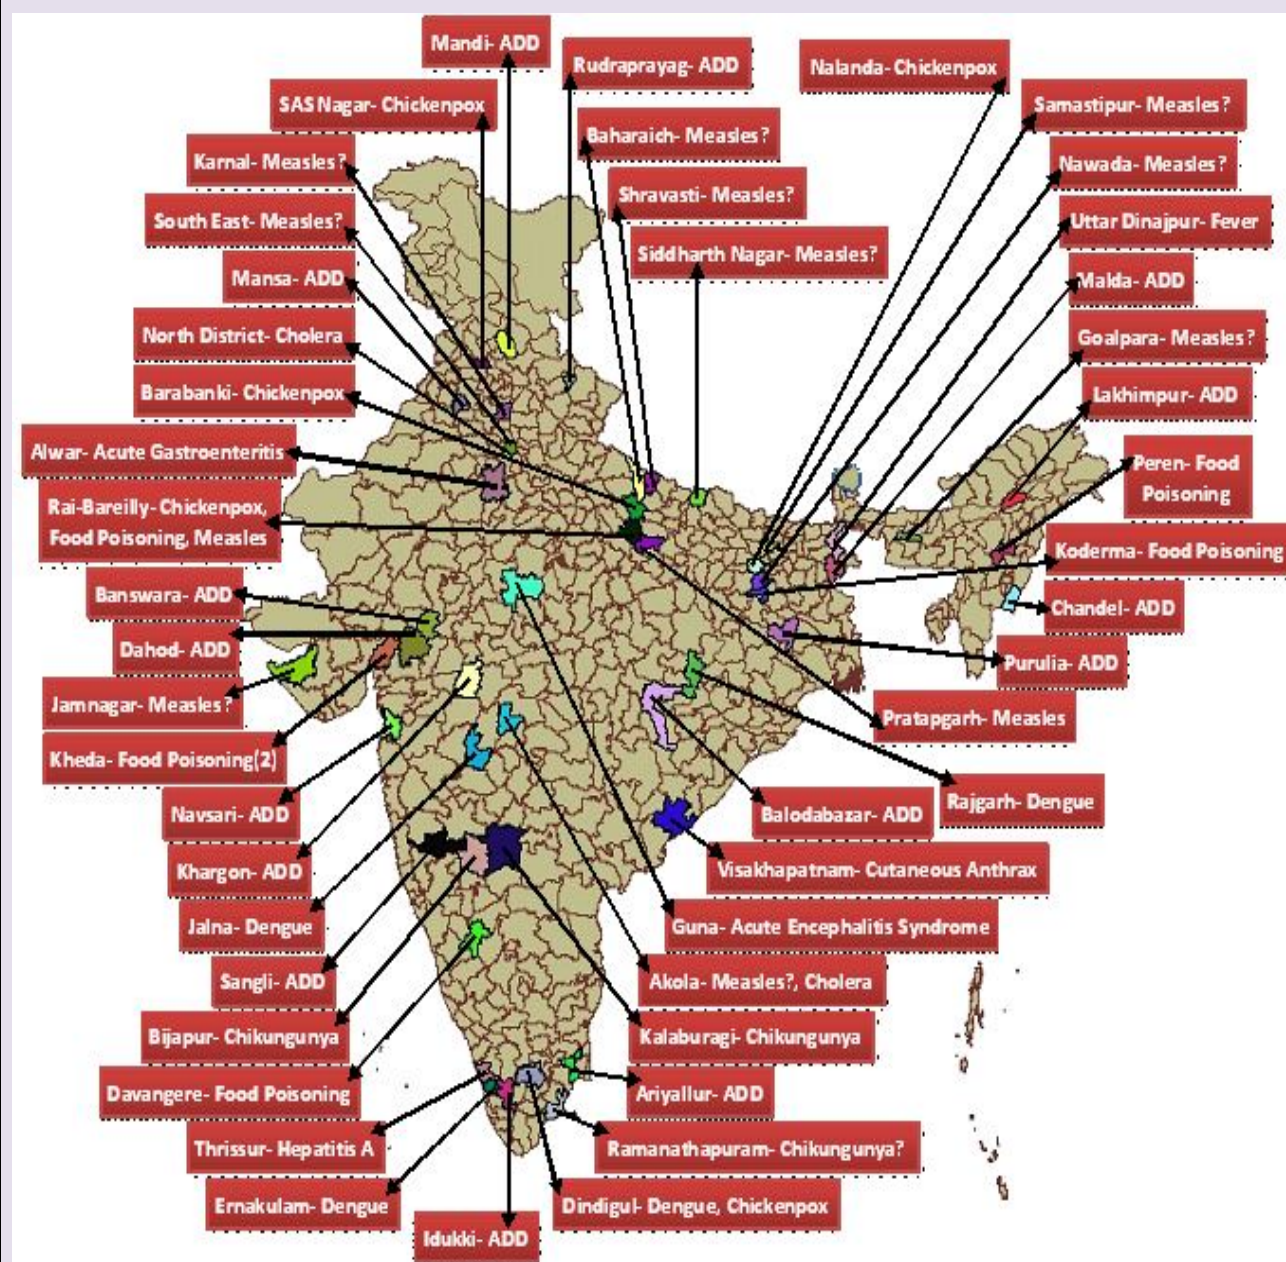 Mandi- ADD
Rudraprayag- ADD
Nalanda- Chickenpox
SAS Nagar- Chickenpox
Samastipur- Measles?
Baharaich- Measles?
Karnal- Measles?
Nawada- Measles?
Shravasti- Measles?
South East- Measles?
Uttar Dinajpur- Fever
Siddharth Nagar- Measles?
Mansa- ADD
Malda- ADD
North District- Cholera
Goalpara- Measles?
Barabanki- Chickenpox
Lakhimpur- ADD
Alwar- Acute Gastroenteritis
Peren- Food
Poisoning
Rai-Bareilly- Chickenpox,
Food Poisoning, Measles
Koderma- Food Poisoning
Banswara- ADD
Chandel- ADD
Dahod- ADD
Purulia- ADD
Jamnagar- Measles?
Pratapgarh- Measles
Kheda- Food Poisoning(2)
Rajgarh- Dengue
Navsari- ADD
Balodabazar- ADD
Khargon- ADD
Visakhapatnam- Cutaneous Anthrax
Jalna- Dengue
Guna- Acute Encephalitis Syndrome
Sangli- ADD
Akola- Measles?, Cholera
Bijapur- Chikungunya
Kalaburagi- Chikungunya
Davangere- Food Poisoning
Ariyallur- ADD
Thrissur- Hepatitis A
Ramanathapuram- Chikungunya?
Ernakulam- Dengue
Dindigul- Dengue, Chickenpox
Idukki- ADD